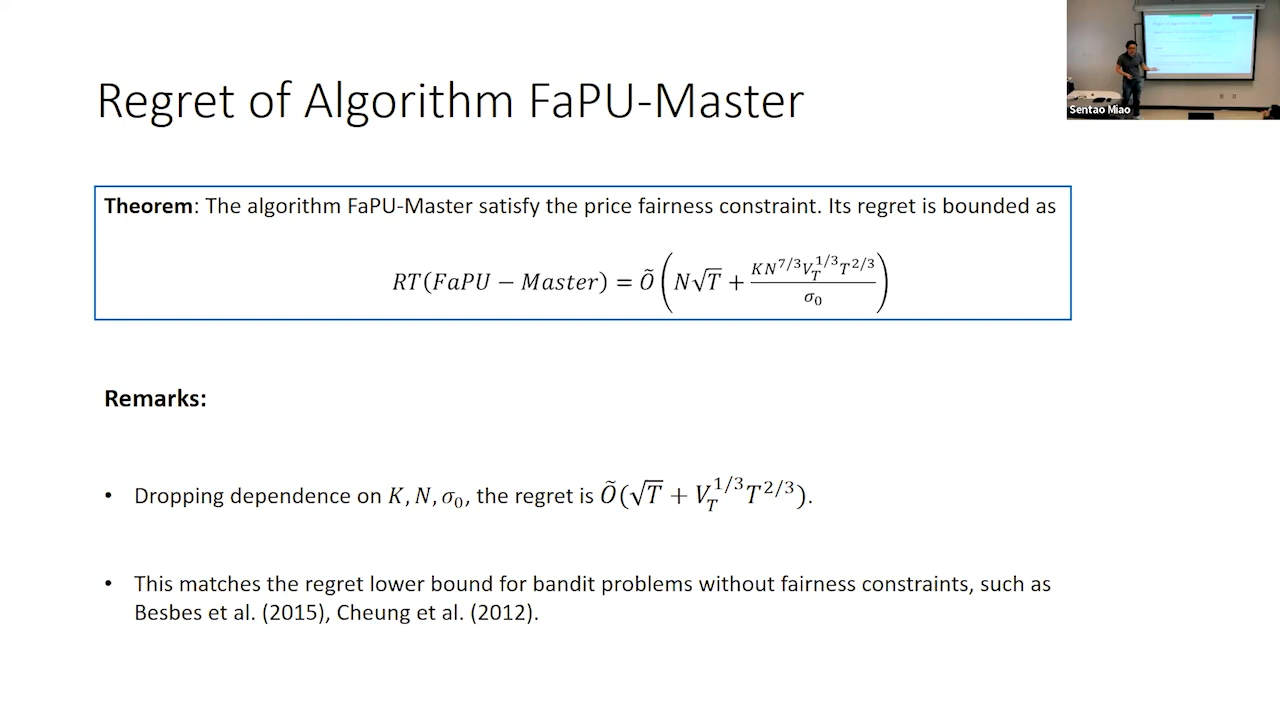 Regret of Algorithm FaPU-Master
Sentao Miao
Theorem: The algorithm FaPU-Master satisfy the price fairness constraint. Its regret is bounded as
RT(FaPU − Master) = Õ(N√T + KN^{7/3}V_T^{1/3}T^{2/3} / σ₀)
Remarks:
• Dropping dependence on K, N, σ₀, the regret is Õ(√T + V_T^{1/3}T^{2/3}).
• This matches the regret lower bound for bandit problems without fairness constraints, such as
Besbes et al. (2015), Cheung et al. (2012).